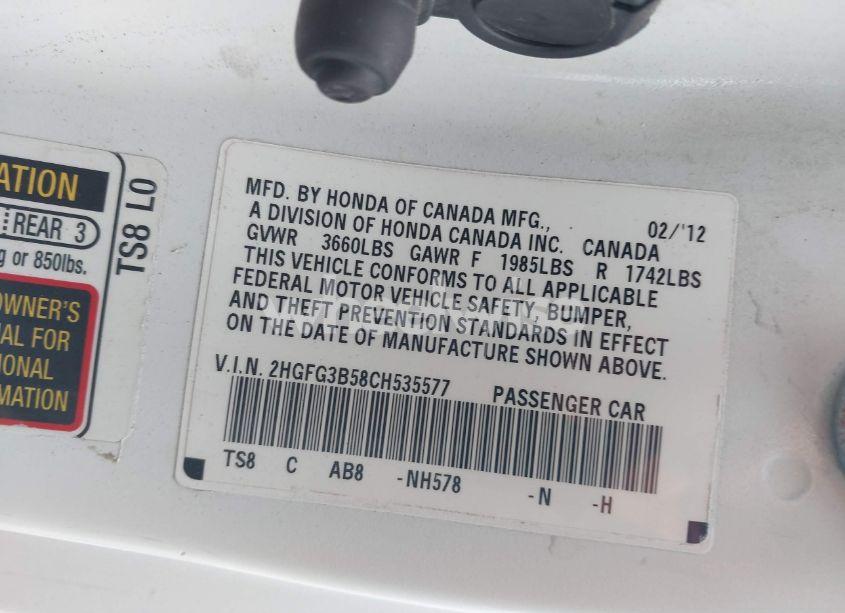 ATION
REAR 3
g or 850lbs.
TS8 L0
OWNER'S
AL FOR
IONAL
RMATION
MFD. BY HONDA OF CANADA MFG., 02/'12
A DIVISION OF HONDA CANADA INC. CANADA
GVWR 3660LBS GAWR F 1985LBS R 1742LBS
THIS VEHICLE CONFORMS TO ALL APPLICABLE
FEDERAL MOTOR VEHICLE SAFETY, BUMPER,
AND THEFT PREVENTION STANDARDS IN EFFECT
ON THE DATE OF MANUFACTURE SHOWN ABOVE.
V.I.N. 2HGFG3B58CH535577 PASSENGER CAR
TS8 C AB8 -NH578 -N -H